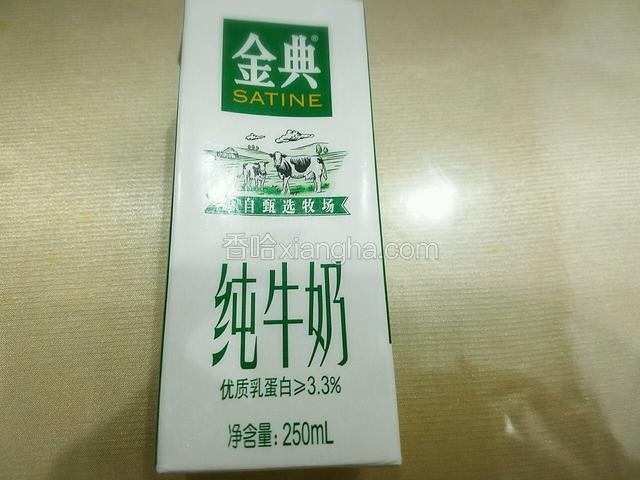 金典®
SATINE
自甄选牧场
香哈xiangha.com
纯牛奶
优质乳蛋白≥3.3%
净含量: 250mL